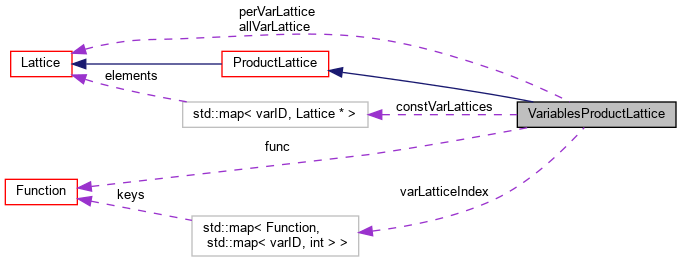 perVarLattice
allVarLattice
Lattice
ProductLattice
elements
std::map< varID, Lattice * >
constVarLattices
VariablesProductLattice
func
Function
keys
varLatticeIndex
std::map< Function,
std::map< varID, int > >